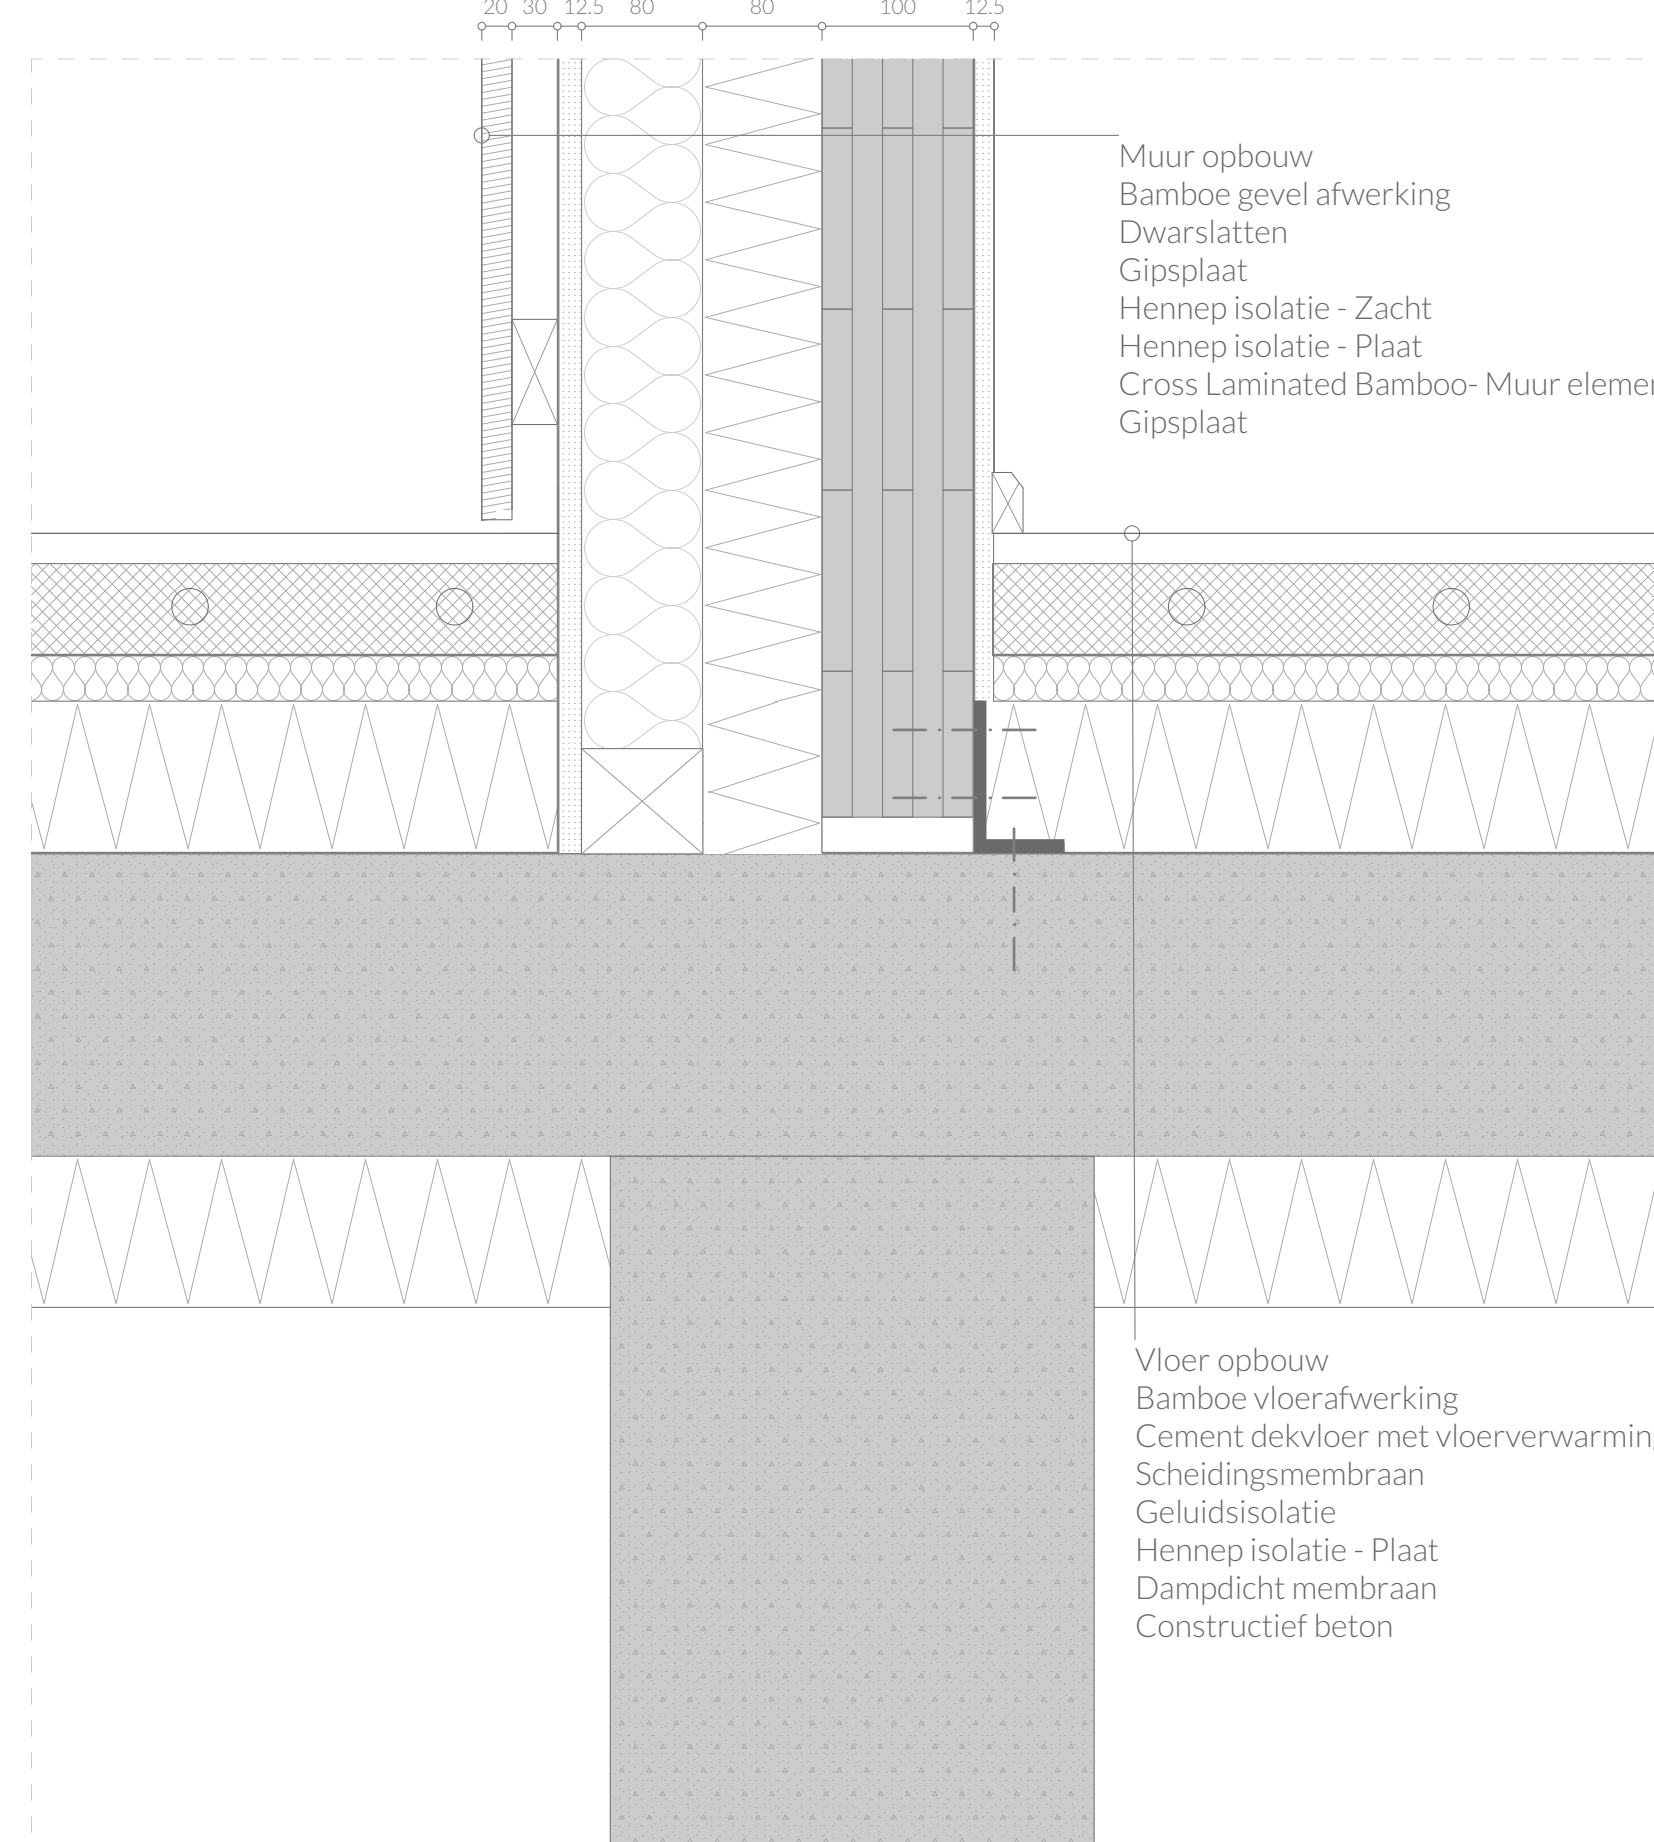 20 30 12.5 80 80 100 12.5
Muur opbouw
Bamboe gevel afwerking
Dwarslatten
Gipsplaat
Hennep isolatie - Zacht
Hennep isolatie - Plaat
Cross Laminated Bamboo- Muur elemen
Gipsplaat
Vloer opbouw
Bamboe vloerafwerking
Cement dekvloer met vloerverwarming
Scheidingsmembraan
Geluidsisolatie
Hennep isolatie - Plaat
Dampdicht membraan
Constructief beton